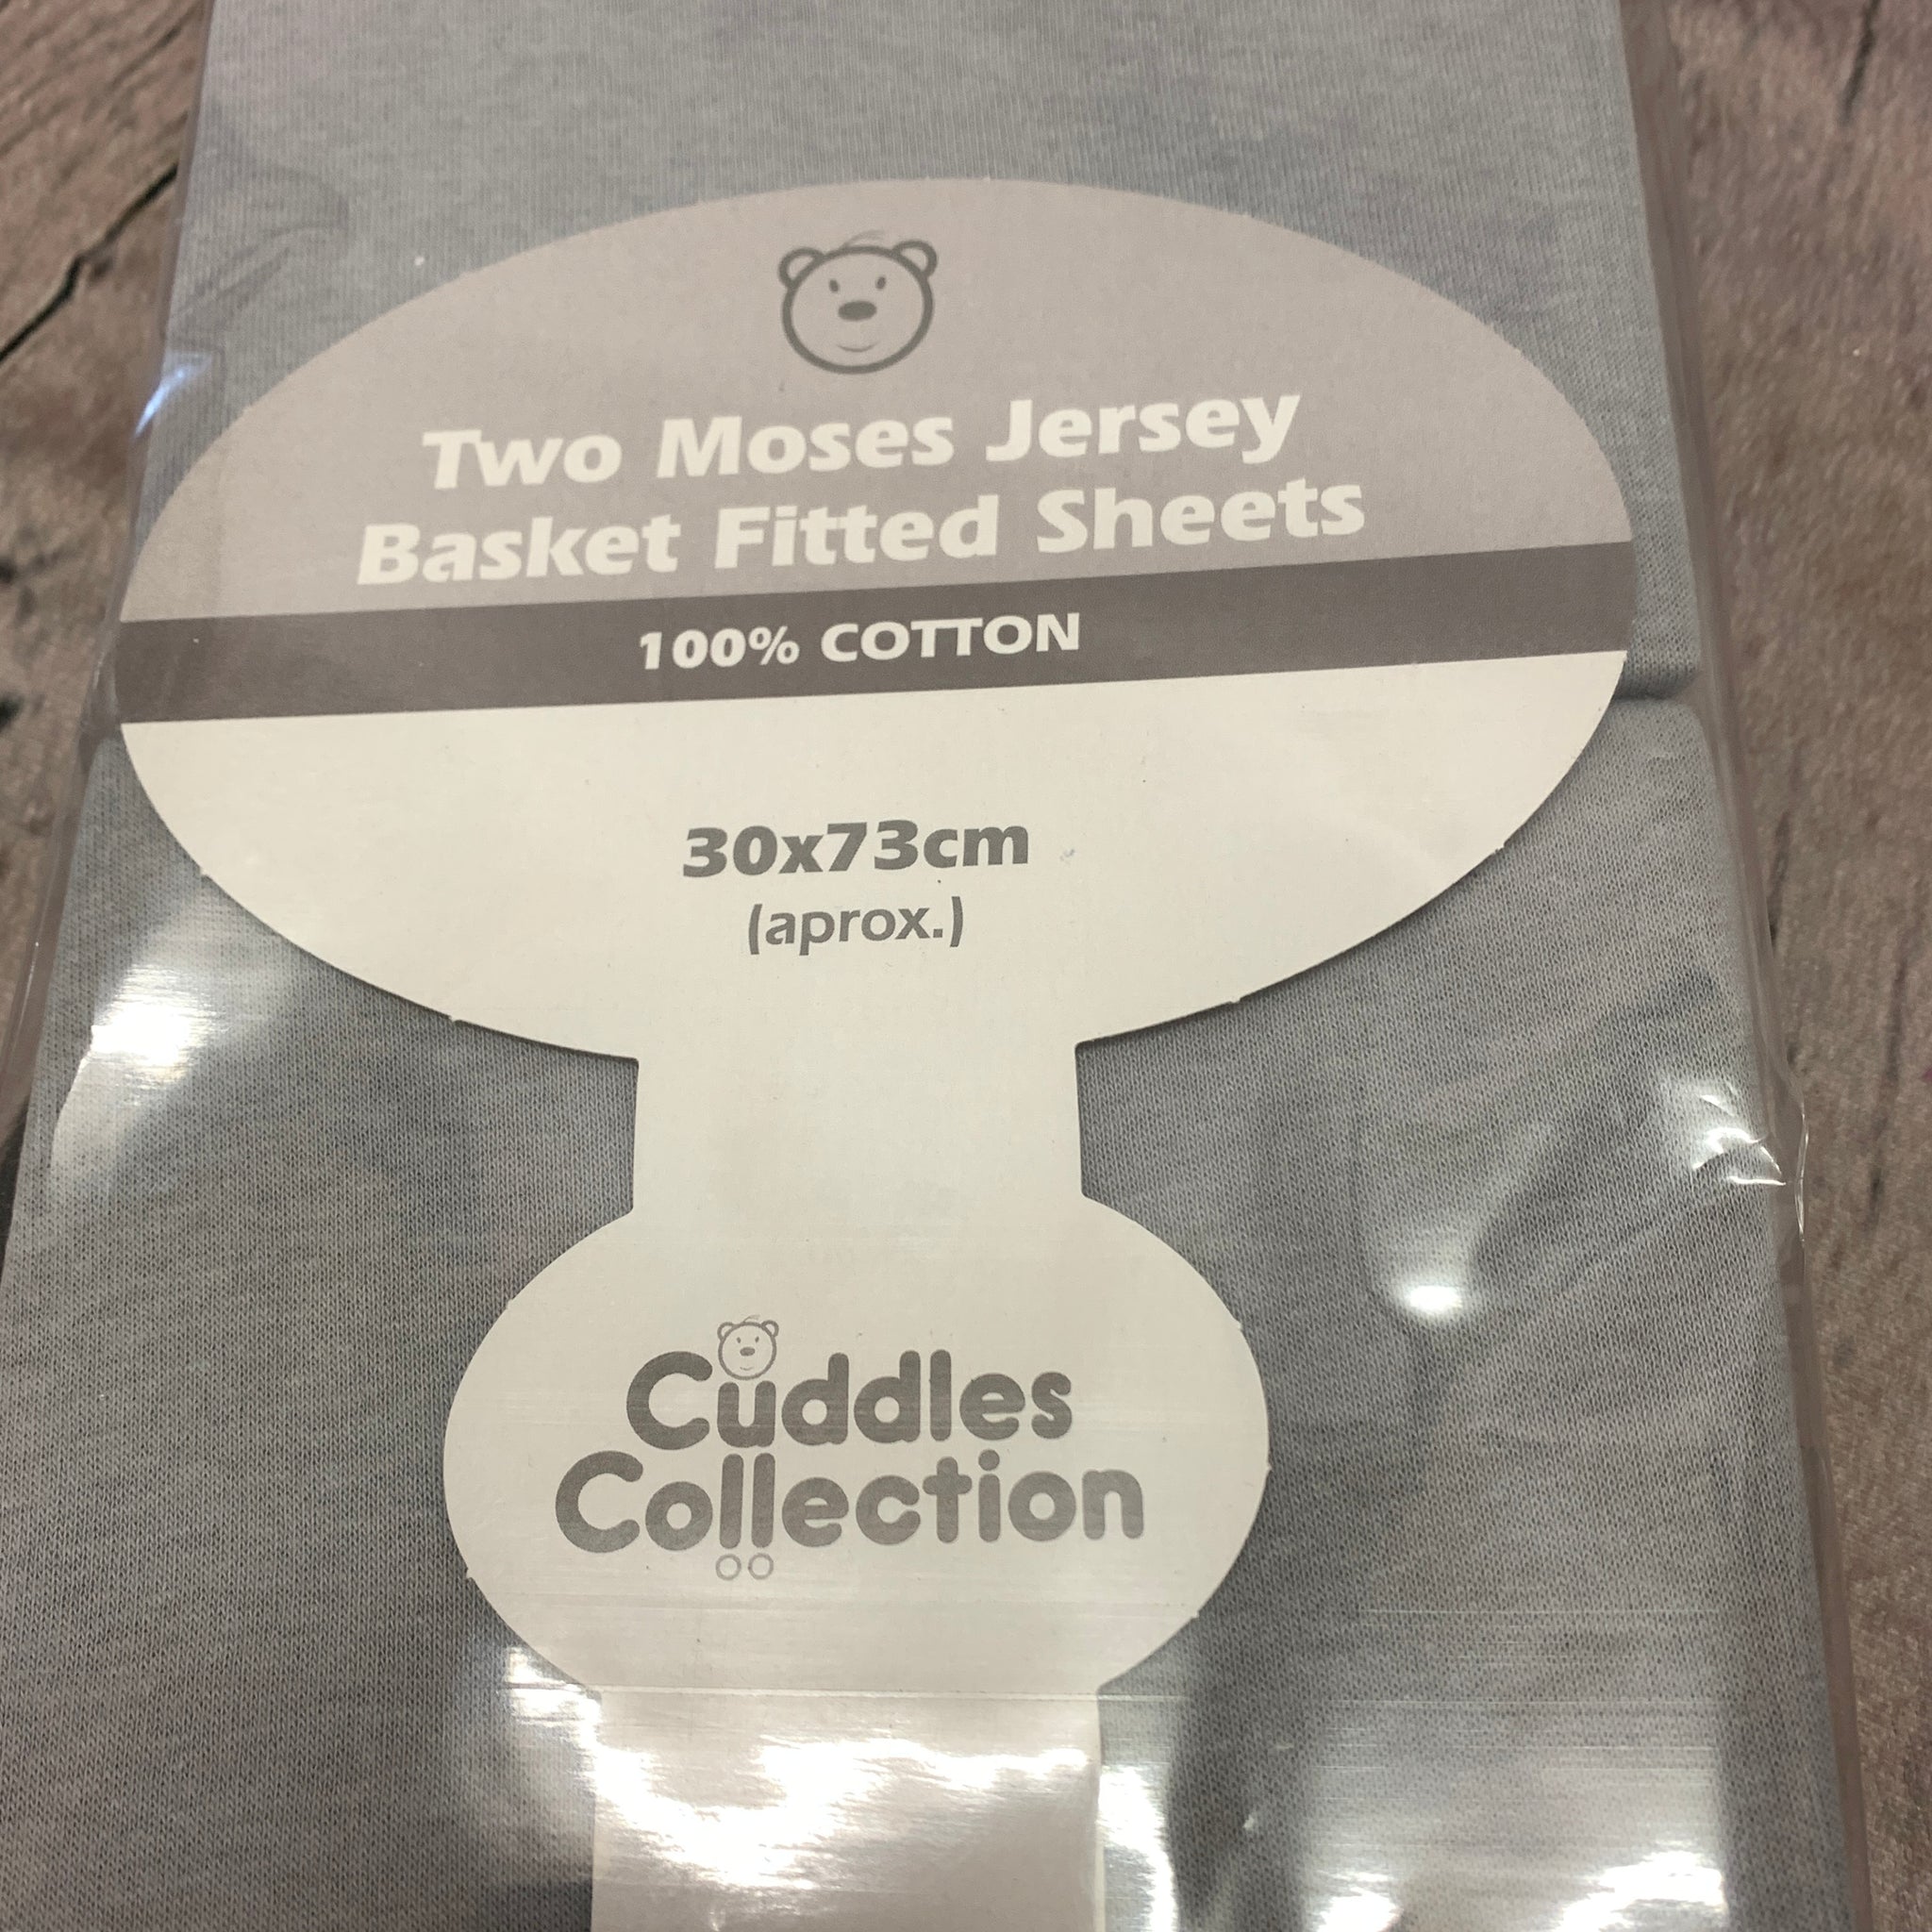 Two Moses Jersey
Basket Fitted Sheets
100% COTTON
30x73cm
(aprox.)
Cuddles
Collection